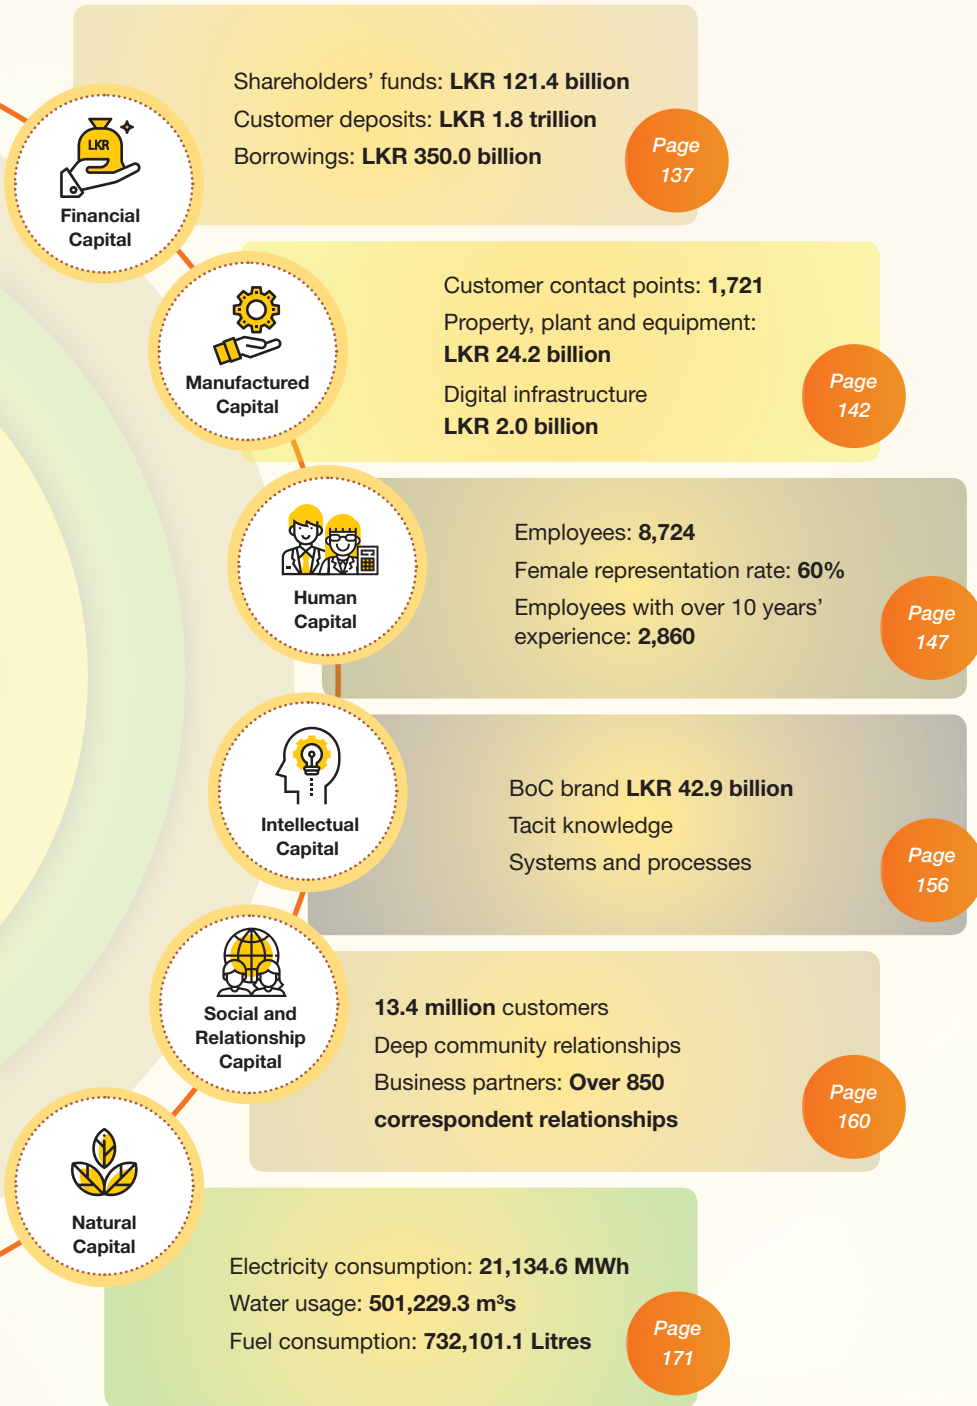 Shareholders’ funds: LKR 121.4 billion
Customer deposits: LKR 1.8 trillion
Borrowings: LKR 350.0 billion
Page
137
LKR
Financial
Capital
Customer contact points: 1,721
Property, plant and equipment:
LKR 24.2 billion
Digital infrastructure
LKR 2.0 billion
Page
142
Manufactured
Capital
Employees: 8,724
Female representation rate: 60%
Employees with over 10 years’
experience: 2,860
Page
147
Human
Capital
BoC brand LKR 42.9 billion
Tacit knowledge
Systems and processes
Page
156
Intellectual
Capital
13.4 million customers
Deep community relationships
Business partners: Over 850
correspondent relationships
Page
160
Social and
Relationship
Capital
Electricity consumption: 21,134.6 MWh
Water usage: 501,229.3 m³s
Fuel consumption: 732,101.1 Litres
Page
171
Natural
Capital